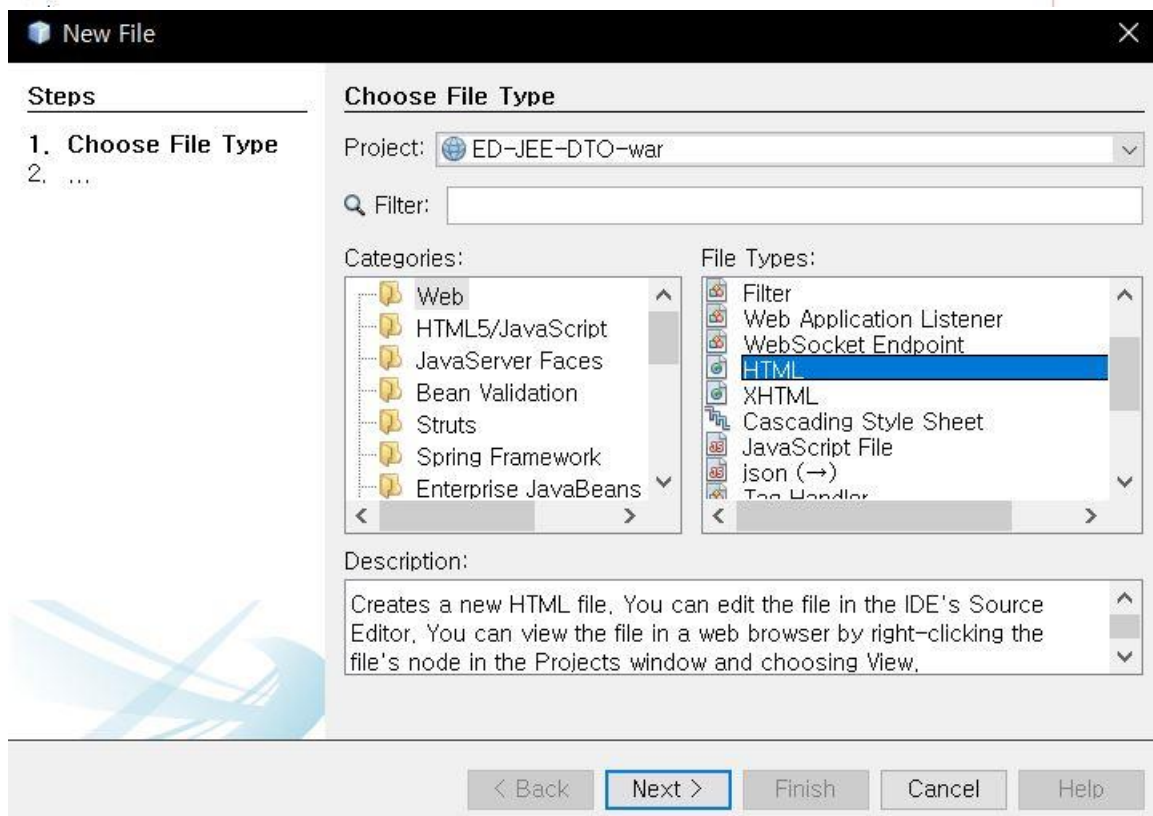 New File
Steps
1. Choose File Type
2. ...
Choose File Type
Project: ED-JEE-DTO-war
Filter:
Categories:
Web
HTML5/JavaScript
JavaServer Faces
Bean Validation
Struts
Spring Framework
Enterprise JavaBeans
File Types:
Filter
Web Application Listener
WebSocket Endpoint
HTML
XHTML
Cascading Style Sheet
JavaScript File
json (→)
Tag Handler
Description:
Creates a new HTML file, You can edit the file in the IDE's Source
Editor, You can view the file in a web browser by right-clicking the
file's node in the Projects window and choosing View,
< Back
Next >
Finish
Cancel
Help